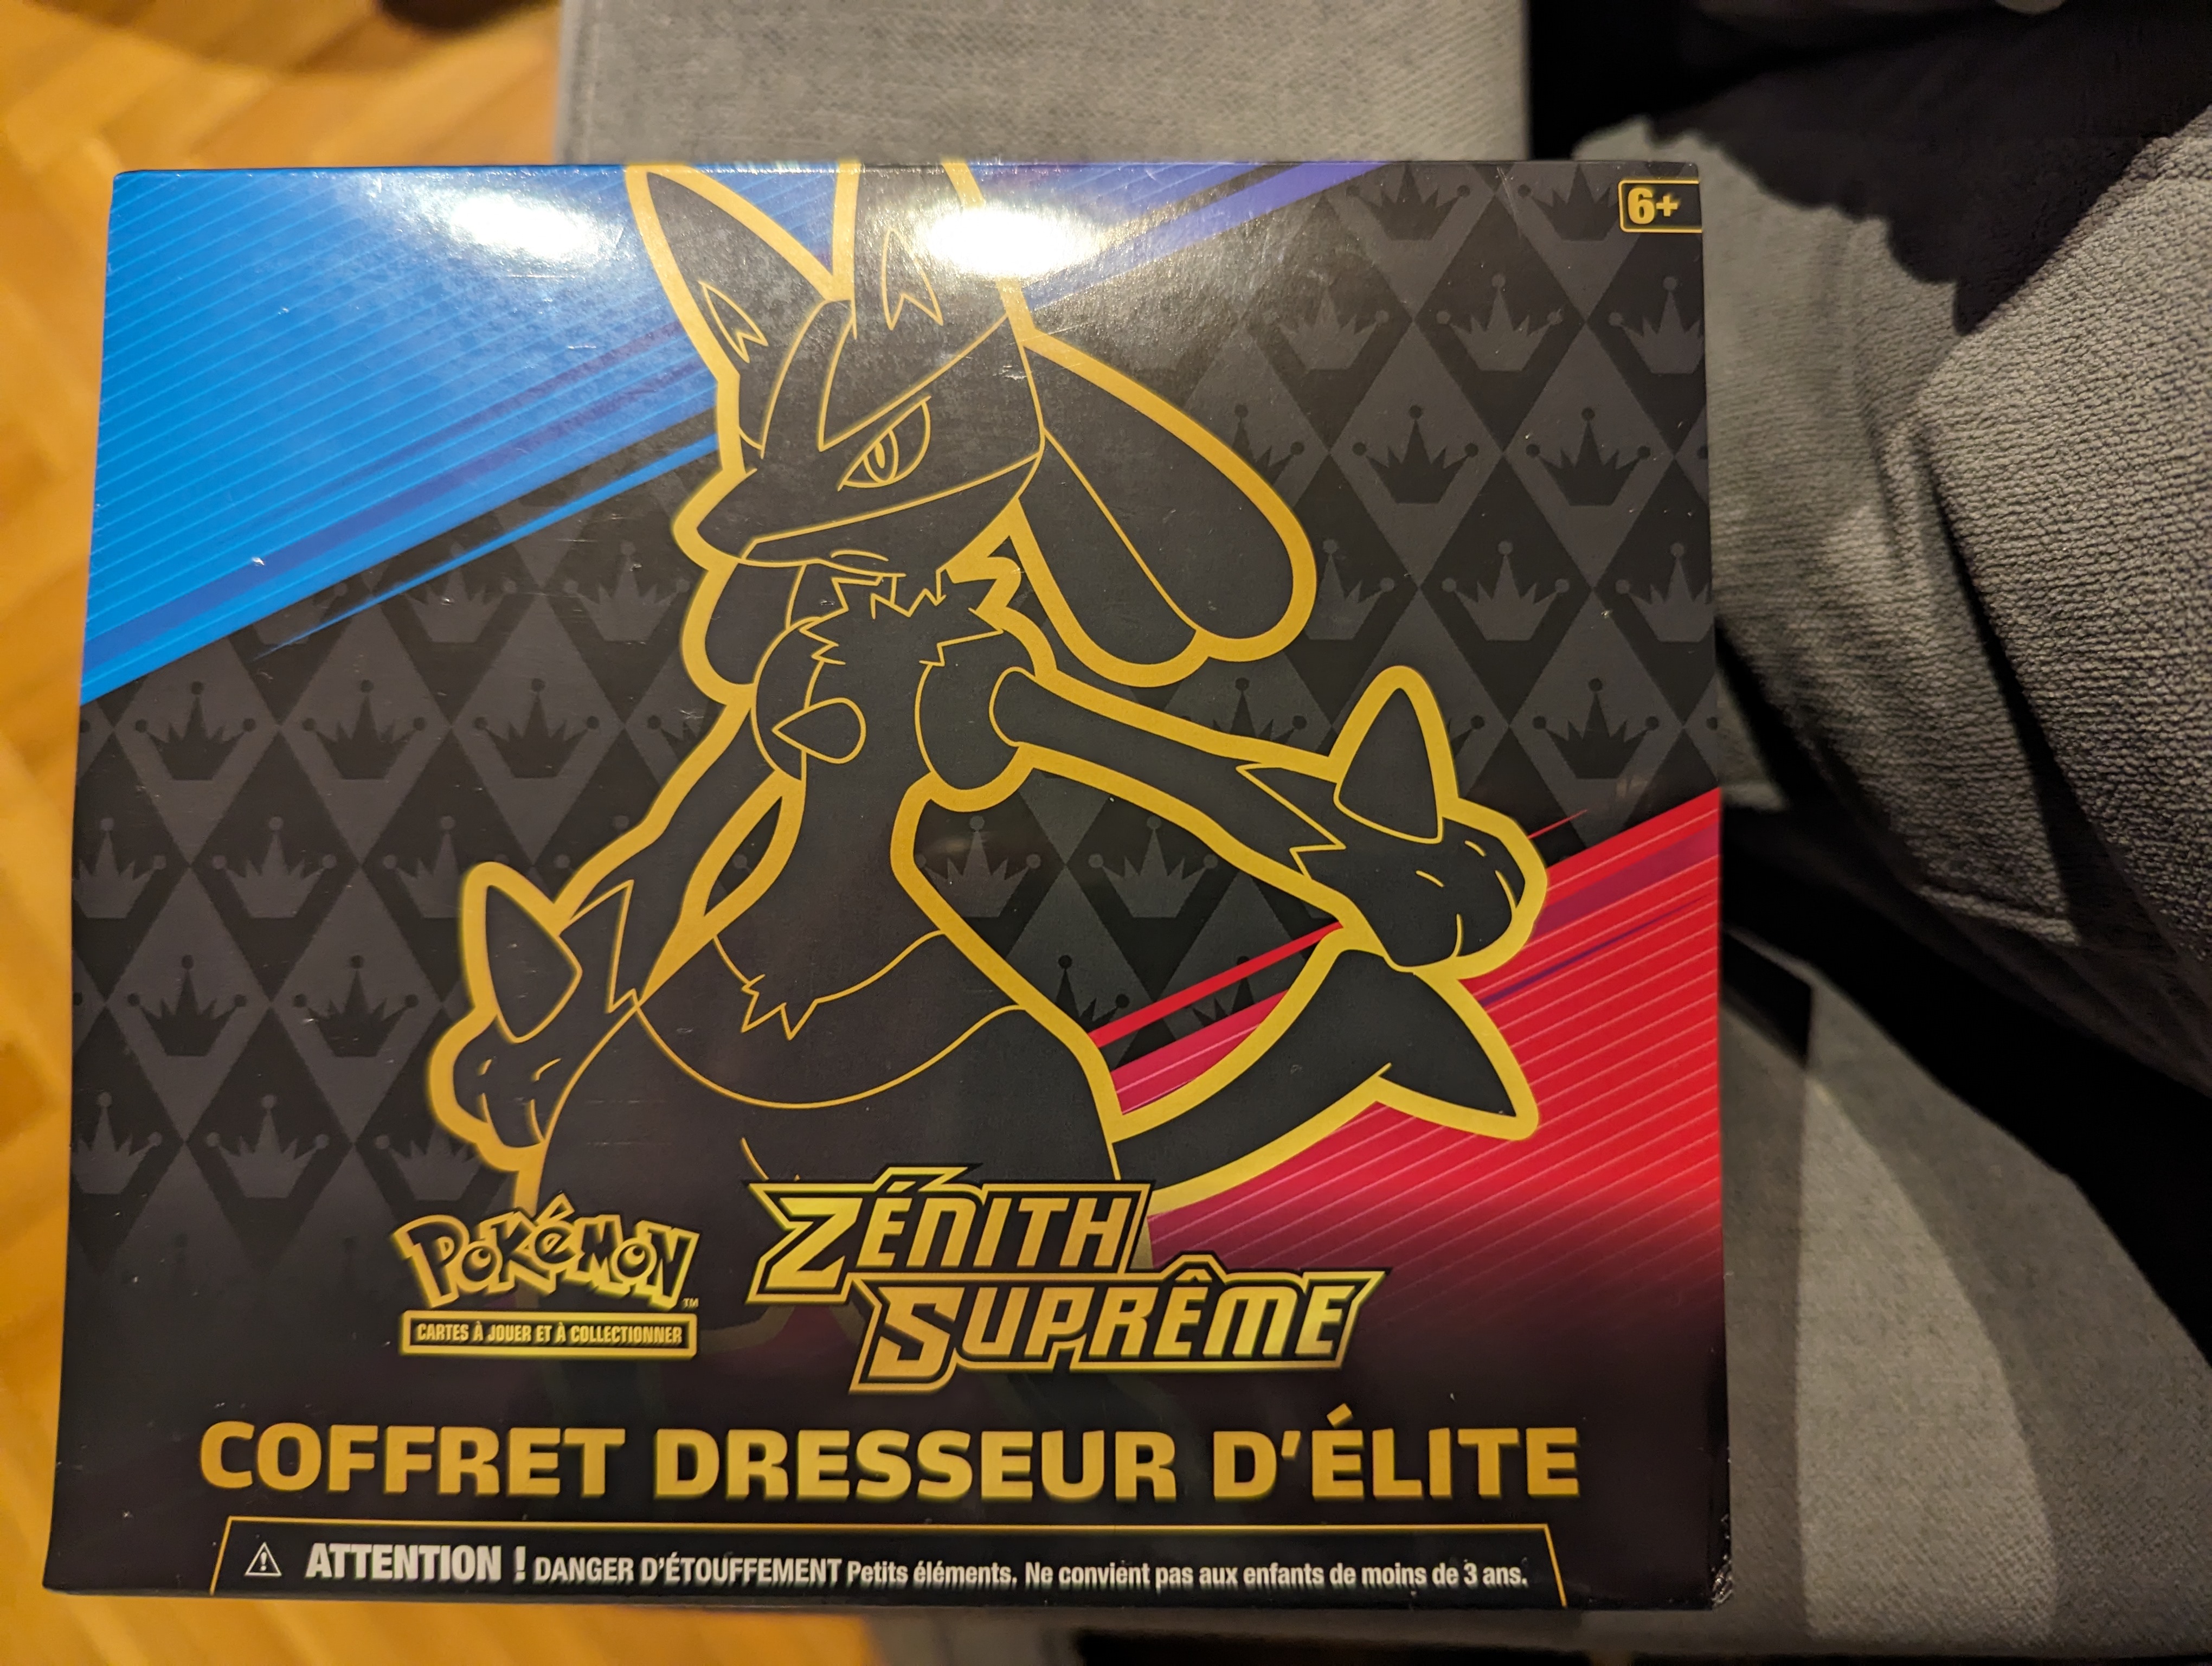 6+
POKéMON™
CARTES À JOUER ET À COLLECTIONNER
ZÉNITH
SUPRÊME
COFFRET DRESSEUR D'ÉLITE
ATTENTION ! DANGER D'ÉTOUFFEMENT Petits éléments. Ne convient pas aux enfants de moins de 3 ans.